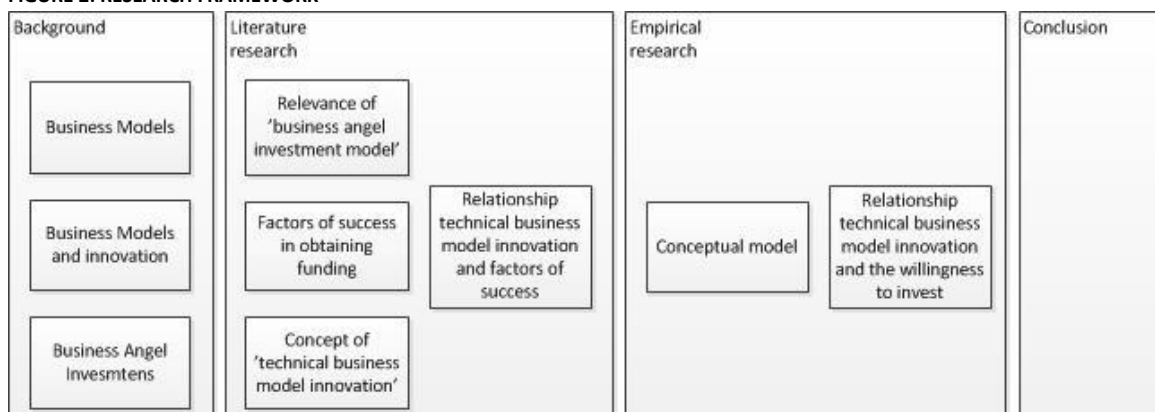 Background
Business Models
Business Models
and innovation
Business Angel
Invesmtens
Literature
research
Relevance of
'business angel
investment model'
Factors of success
in obtaining
funding
Concept of
'technical business
model innovation'
Relationship
technical business
model innovation
and factors of
success
Empirical
research
Conceptual model
Relationship
technical business
model innovation
and the willingness
to invest
Conclusion